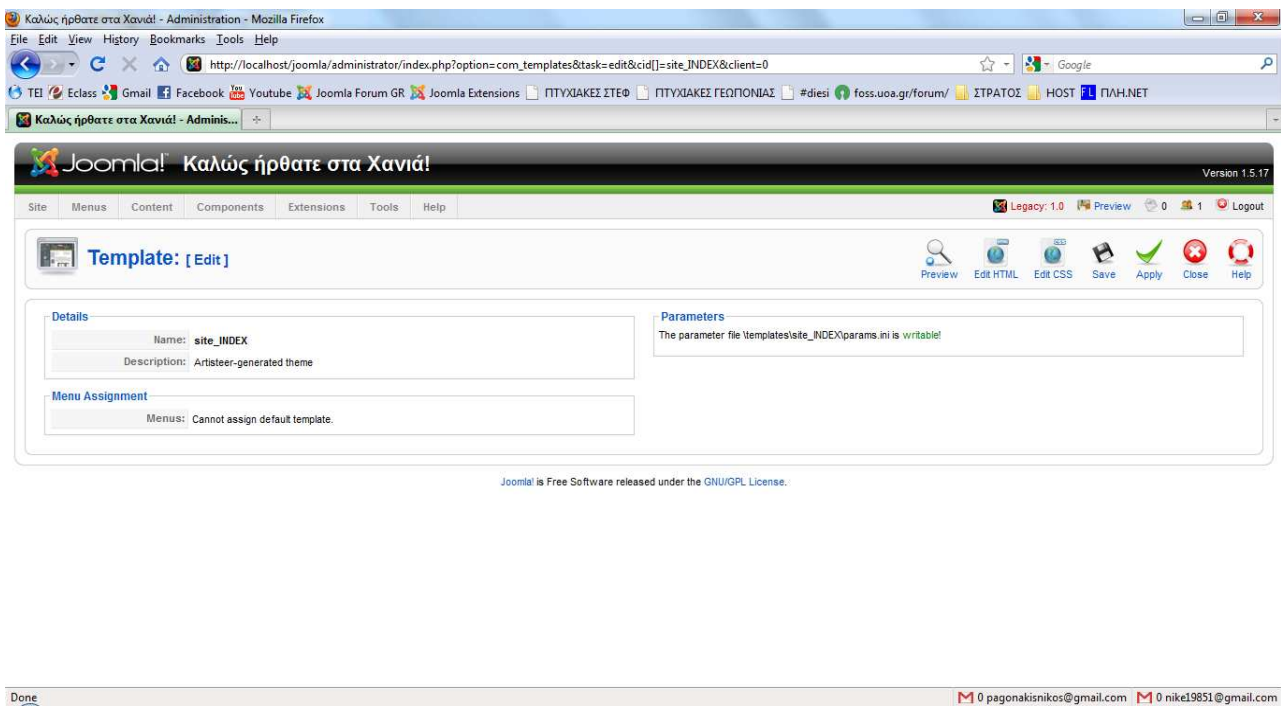 Καλώς ήρθατε στα Χανιά! - Administration - Mozilla Firefox
File Edit View History Bookmarks Tools Help
http://localhost/joomla/administrator/index.php?option=com_templates&task=edit&cid[]=site_INDEX&client=0
Google
TEI Eclass Gmail Facebook Youtube Joomla Forum GR Joomla Extensions ΠΤΥΧΙΑΚΕΣ ΣΤΕΦ ΠΤΥΧΙΑΚΕΣ ΓΕΩΠΟΝΙΑΣ #diesi foss.uoa.gr/forum/ ΣΤΡΑΤΟΣ HOST FL ΠΛΗ.NET
Καλώς ήρθατε στα Χανιά! - Adminis...
Joomla! Καλώς ήρθατε στα Χανιά!
Version 1.5.17
Site Menus Content Components Extensions Tools Help
Legacy: 1.0 Preview 0 1 Logout
Template: [ Edit ]
Preview Edit HTML Edit CSS Save Apply Close Help
Details
Name: site_INDEX
Description: Artisteer-generated theme
Menu Assignment
Menus: Cannot assign default template.
Parameters
The parameter file \templates\site_INDEX\params.ini is writable!
Joomla! is Free Software released under the GNU/GPL License.
Done
0 pagonakisnikos@gmail.com 0 nike19851@gmail.com